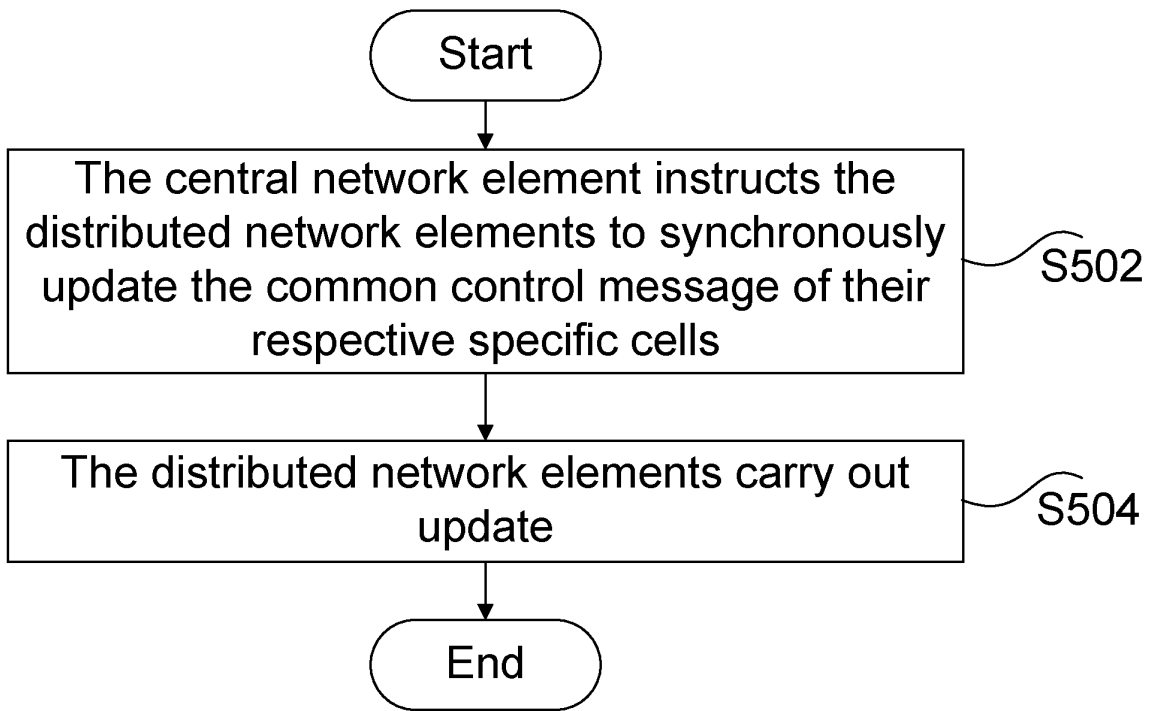 Start
The central network element instructs the
distributed network elements to synchronously
update the common control message of their
respective specific cells
S502
The distributed network elements carry out
update
S504
End